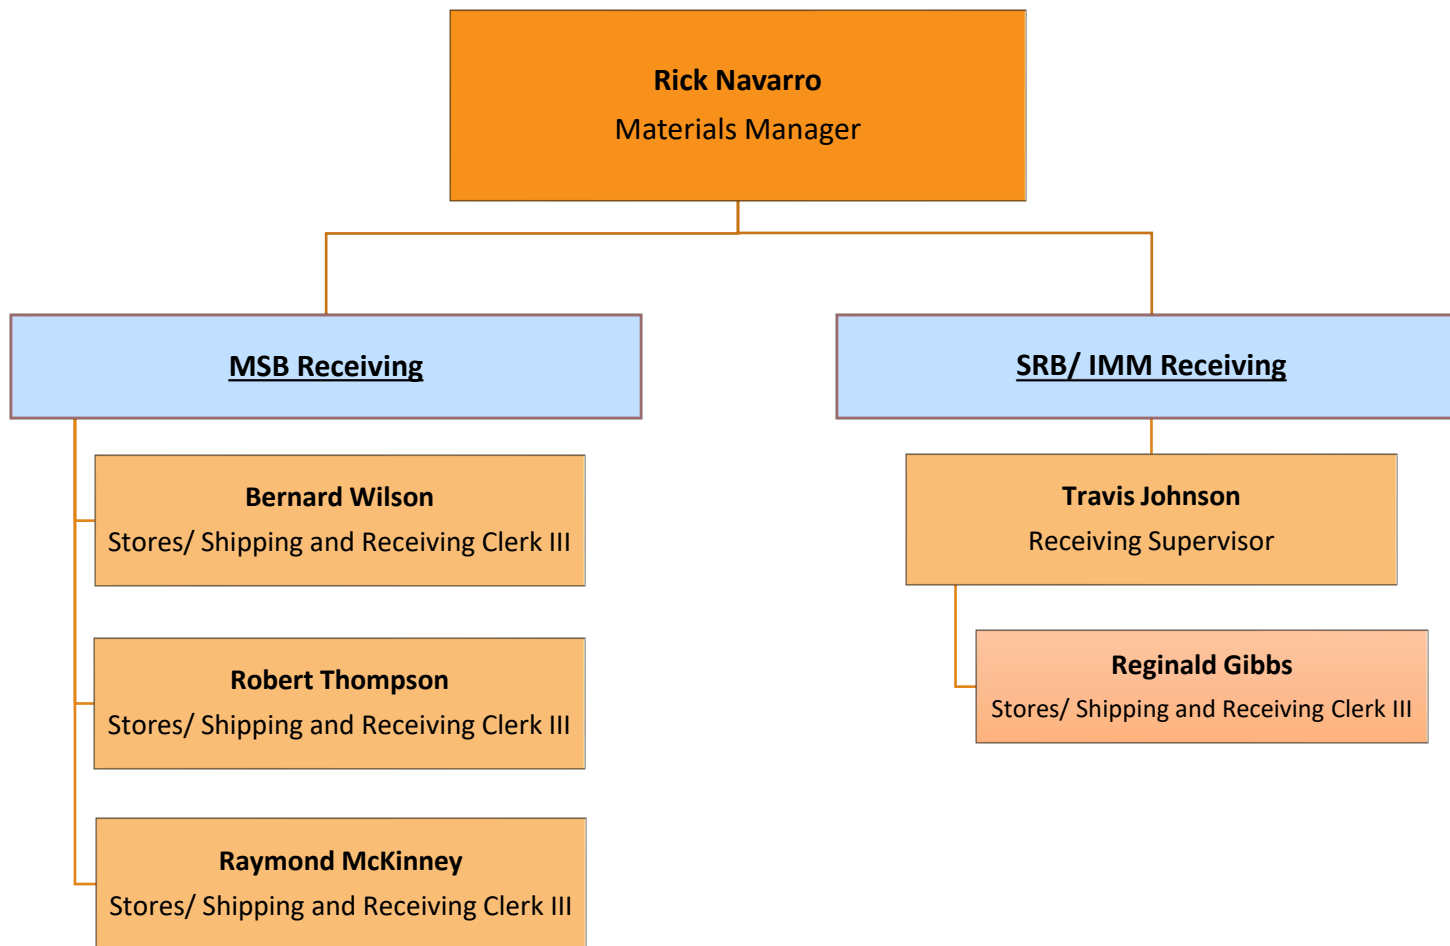 Rick Navarro
Materials Manager
MSB Receiving
Bernard Wilson
Stores/ Shipping and Receiving Clerk III
Robert Thompson
Stores/ Shipping and Receiving Clerk III
Raymond McKinney
Stores/ Shipping and Receiving Clerk III
SRB/ IMM Receiving
Travis Johnson
Receiving Supervisor
Reginald Gibbs
Stores/ Shipping and Receiving Clerk III